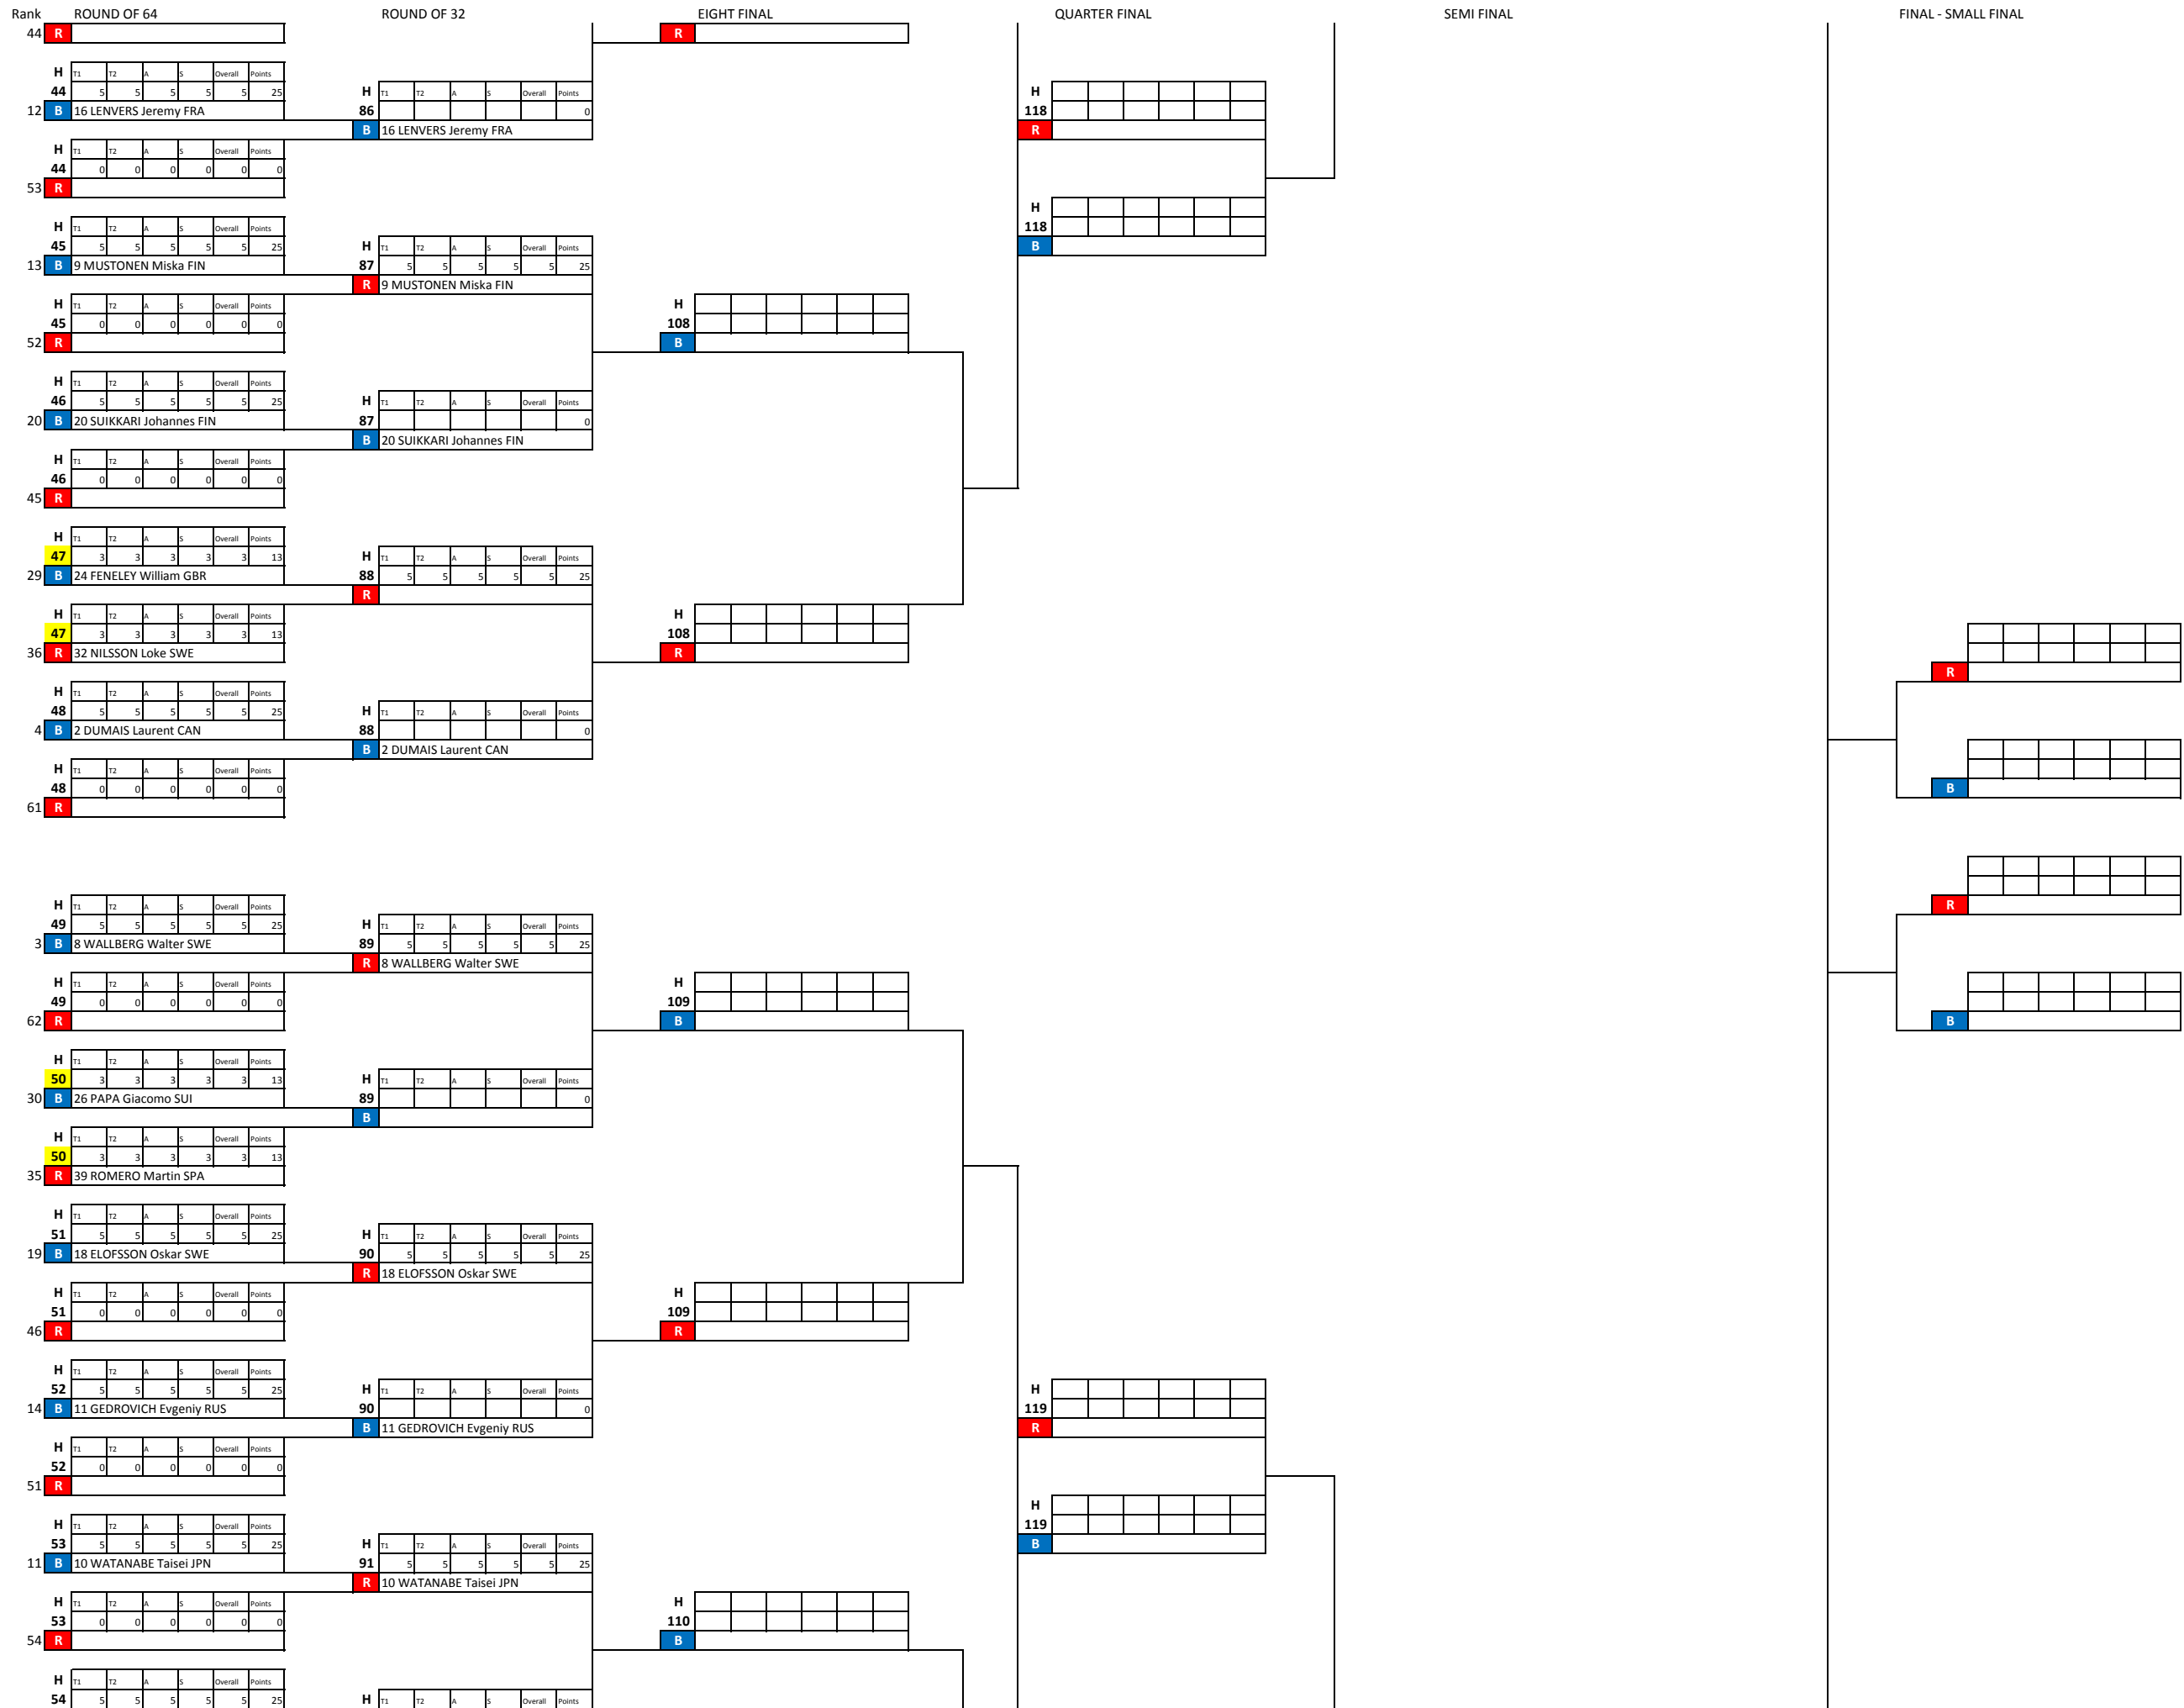 Rank ROUND OF 64 ROUND OF 32 EIGHT FINAL QUARTER FINAL SEMI FINAL FINAL - SMALL FINAL
44 R R
H T1 T2 A S Overall Points
44 5 5 5 5 5 25 H T1 T2 A S Overall Points H
12 B 16 LENVERS Jeremy FRA 86 0 118
B 16 LENVERS Jeremy FRA R
H T1 T2 A S Overall Points
44 0 0 0 0 0 0
53 R
H
118
H T1 T2 A S Overall Points
45 5 5 5 5 5 25 H T1 T2 A S Overall Points B
13 B 9 MUSTONEN Miska FIN 87 5 5 5 5 5 25
R 9 MUSTONEN Miska FIN
H T1 T2 A S Overall Points H
45 0 0 0 0 0 0 108
52 R B
H T1 T2 A S Overall Points
46 5 5 5 5 5 25 H T1 T2 A S Overall Points
20 B 20 SUIKKARI Johannes FIN 87 0
B 20 SUIKKARI Johannes FIN
H T1 T2 A S Overall Points
46 0 0 0 0 0 0
45 R
H T1 T2 A S Overall Points
47 3 3 3 3 3 13 H T1 T2 A S Overall Points
29 B 24 FENELEY William GBR 88 5 5 5 5 5 25
R
H T1 T2 A S Overall Points H
47 3 3 3 3 3 13 108
36 R 32 NILSSON Loke SWE R
R
H T1 T2 A S Overall Points
48 5 5 5 5 5 25 H T1 T2 A S Overall Points
4 B 2 DUMAIS Laurent CAN 88 0
B 2 DUMAIS Laurent CAN
H T1 T2 A S Overall Points
48 0 0 0 0 0 0 B
61 R
H T1 T2 A S Overall Points R
49 5 5 5 5 5 25 H T1 T2 A S Overall Points
3 B 8 WALLBERG Walter SWE 89 5 5 5 5 5 25
R 8 WALLBERG Walter SWE
H T1 T2 A S Overall Points H
49 0 0 0 0 0 0 109
62 R B B
H T1 T2 A S Overall Points
50 3 3 3 3 3 13 H T1 T2 A S Overall Points
30 B 26 PAPA Giacomo SUI 89 0
B
H T1 T2 A S Overall Points
50 3 3 3 3 3 13
35 R 39 ROMERO Martin SPA
H T1 T2 A S Overall Points
51 5 5 5 5 5 25 H T1 T2 A S Overall Points
19 B 18 ELOFSSON Oskar SWE 90 5 5 5 5 5 25
R 18 ELOFSSON Oskar SWE
H T1 T2 A S Overall Points H
51 0 0 0 0 0 0 109
46 R R
H T1 T2 A S Overall Points
52 5 5 5 5 5 25 H T1 T2 A S Overall Points H
14 B 11 GEDROVICH Evgeniy RUS 90 0 119
B 11 GEDROVICH Evgeniy RUS R
H T1 T2 A S Overall Points
52 0 0 0 0 0 0
51 R
H
119
H T1 T2 A S Overall Points
53 5 5 5 5 5 25 H T1 T2 A S Overall Points B
11 B 10 WATANABE Taisei JPN 91 5 5 5 5 5 25
R 10 WATANABE Taisei JPN
H T1 T2 A S Overall Points H
53 0 0 0 0 0 0 110
54 R B
H T1 T2 A S Overall Points
54 5 5 5 5 5 25 H T1 T2 A S Overall Points